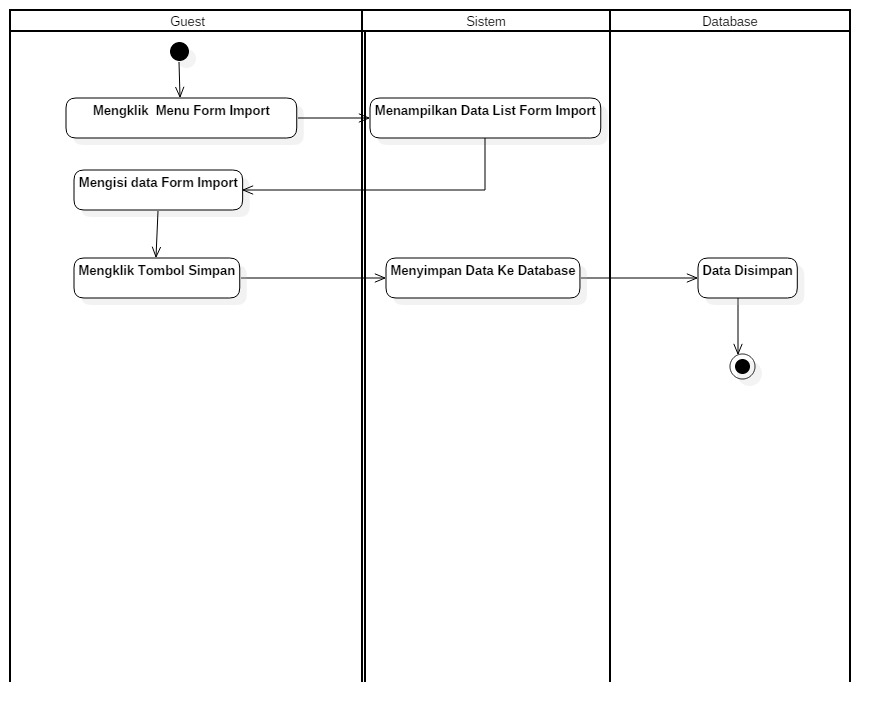 Guest
Sistem
Database
Mengklik  Menu Form Import
Menampilkan Data List Form Import
Mengisi data Form Import
Mengklik Tombol Simpan
Menyimpan Data Ke Database
Data Disimpan